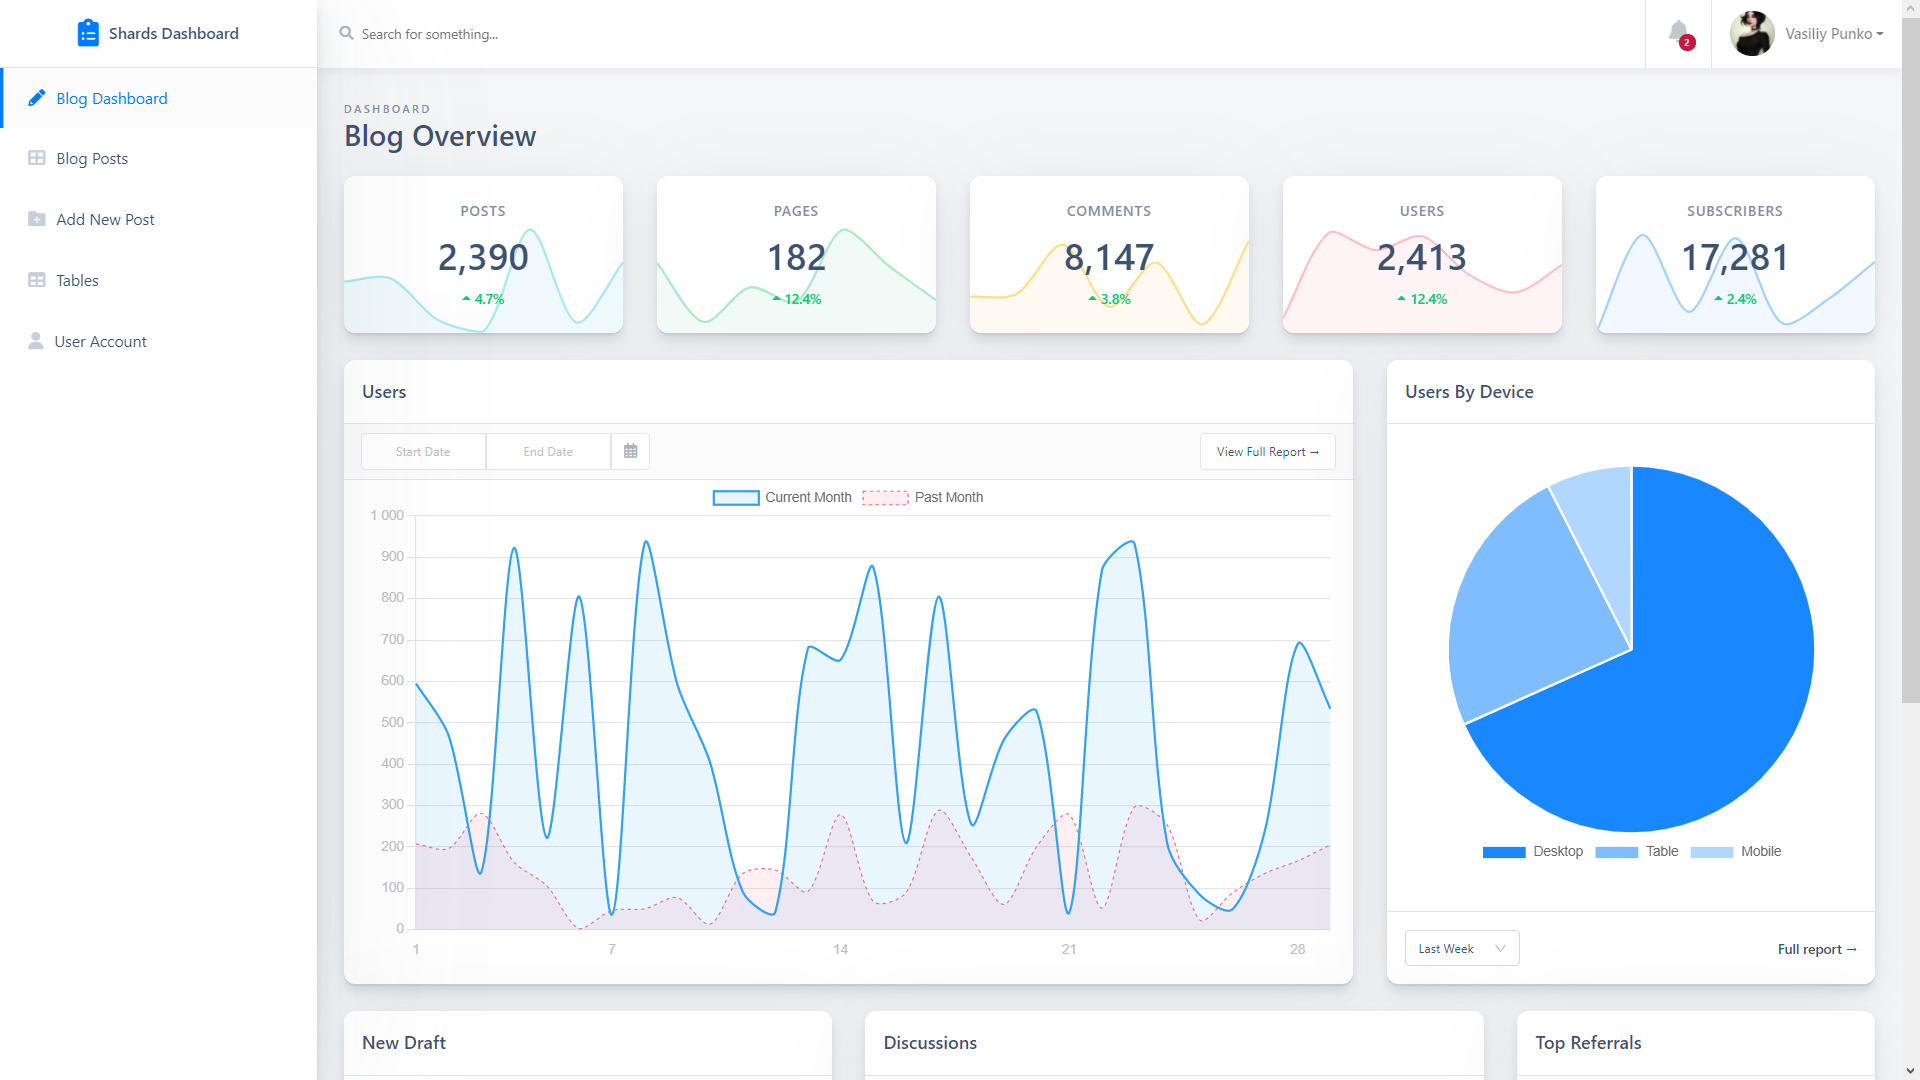 Shards Dashboard
Search for something...
2
Vasiliy Punko
Blog Dashboard
Blog Posts
Add New Post
Tables
User Account
DASHBOARD
Blog Overview
POSTS
2,390
4.7%
PAGES
182
12.4%
COMMENTS
8,147
3.8%
USERS
2,413
12.4%
SUBSCRIBERS
17,281
2.4%
Users
Start Date
End Date
View Full Report →
Current Month
Past Month
1 000
900
800
700
600
500
400
300
200
100
0
1
7
14
21
28
Users By Device
Desktop
Table
Mobile
Last Week
Full report →
New Draft
Discussions
Top Referrals